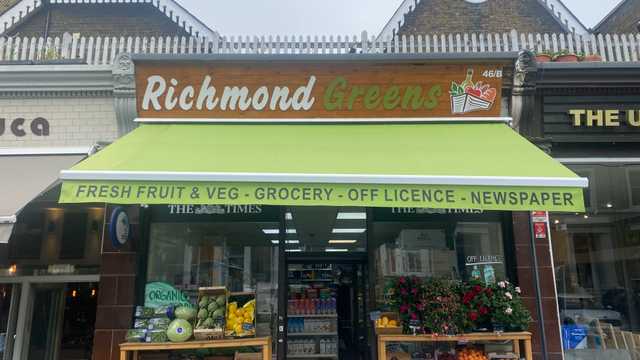 Richmond Greens
46/B
uca
THE U
FRESH FRUIT & VEG - GROCERY - OFF LICENCE - NEWSPAPER
THE TIMES
THE TIMES
OFF LICENCE
ORGANIC